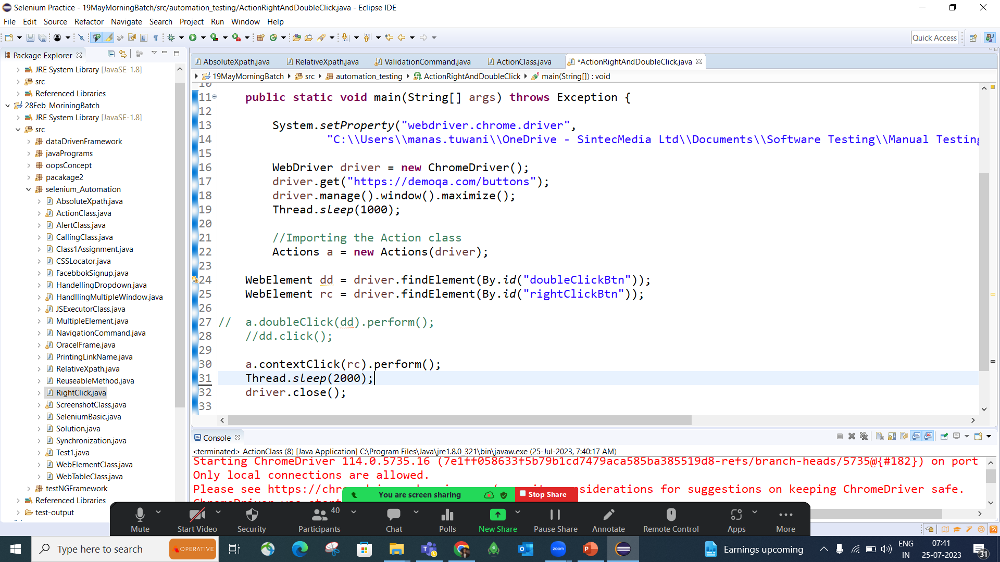 Selenium Practice - 19MayMorningBatch/src/automation_testing/ActionRightAndDoubleClick.java - Eclipse IDE
File Edit Source Refactor Navigate Search Project Run Window Help
Quick Access
Package Explorer
JRE System Library [JavaSE-1.8]
src
Referenced Libraries
28Feb_MoriningBatch
JRE System Library [JavaSE-1.8]
src
dataDrivenFramework
javaPrograms
oopsConcept
pacakage2
selenium_Automation
AbsoluteXpath.java
ActionClass.java
AlertClass.java
CallingClass.java
Class1Assignment.java
CSSLocator.java
FacebbokSignup.java
HandellingDropdown.java
HandllingMultipleWindow.java
JSExecutorClass.java
MultipleElement.java
NavigationCommand.java
OracelFrame.java
PrintingLinkName.java
RelativeXpath.java
ReuseableMethod.java
RightClick.java
ScreenshotClass.java
SeleniumBasic.java
Solution.java
Synchronization.java
Test1.java
WebElementClass.java
WebTableClass.java
testNGFramework
Referenced Libraries
test-output
AbsoluteXpath.java RelativeXpath.java ValidationCommand.java ActionClass.java *ActionRightAndDoubleClick.java
19MayMorningBatch src automation_testing ActionRightAndDoubleClick main(String[]) : void
10
11 public static void main(String[] args) throws Exception {
12
13 System.setProperty("webdriver.chrome.driver",
14 "C:\\Users\\manas.tuwani\\OneDrive - SintecMedia Ltd\\Documents\\Software Testing\\Manual Testing
15
16 WebDriver driver = new ChromeDriver();
17 driver.get("https://demoqa.com/buttons");
18 driver.manage().window().maximize();
19 Thread.sleep(1000);
20
21 //Importing the Action class
22 Actions a = new Actions(driver);
23
24 WebElement dd = driver.findElement(By.id("doubleClickBtn"));
25 WebElement rc = driver.findElement(By.id("rightClickBtn"));
26
27 // a.doubleClick(dd).perform();
28 //dd.click();
29
30 a.contextClick(rc).perform();
31 Thread.sleep(2000);
32 driver.close();
33
Console
<terminated> ActionClass (8) [Java Application] C:\Program Files\Java\jre1.8.0_321\bin\javaw.exe (25-Jul-2023, 7:40:17 AM)
Starting ChromeDriver 114.0.5735.16 (7e1ff058633f5b79b1cd7479aca585ba385519d8-refs/branch-heads/5735@{#182}) on port
Only local connections are allowed.
Please see https://chro considerations for suggestions on keeping ChromeDriver safe.
You are screen sharing Stop Share
Mute Start Video Security Participants 40 Chat Polls New Share Pause Share Annotate Remote Control Apps More
Type here to search OPERATIVE zoom Earnings upcoming ENG IN 07:41 25-07-2023 31